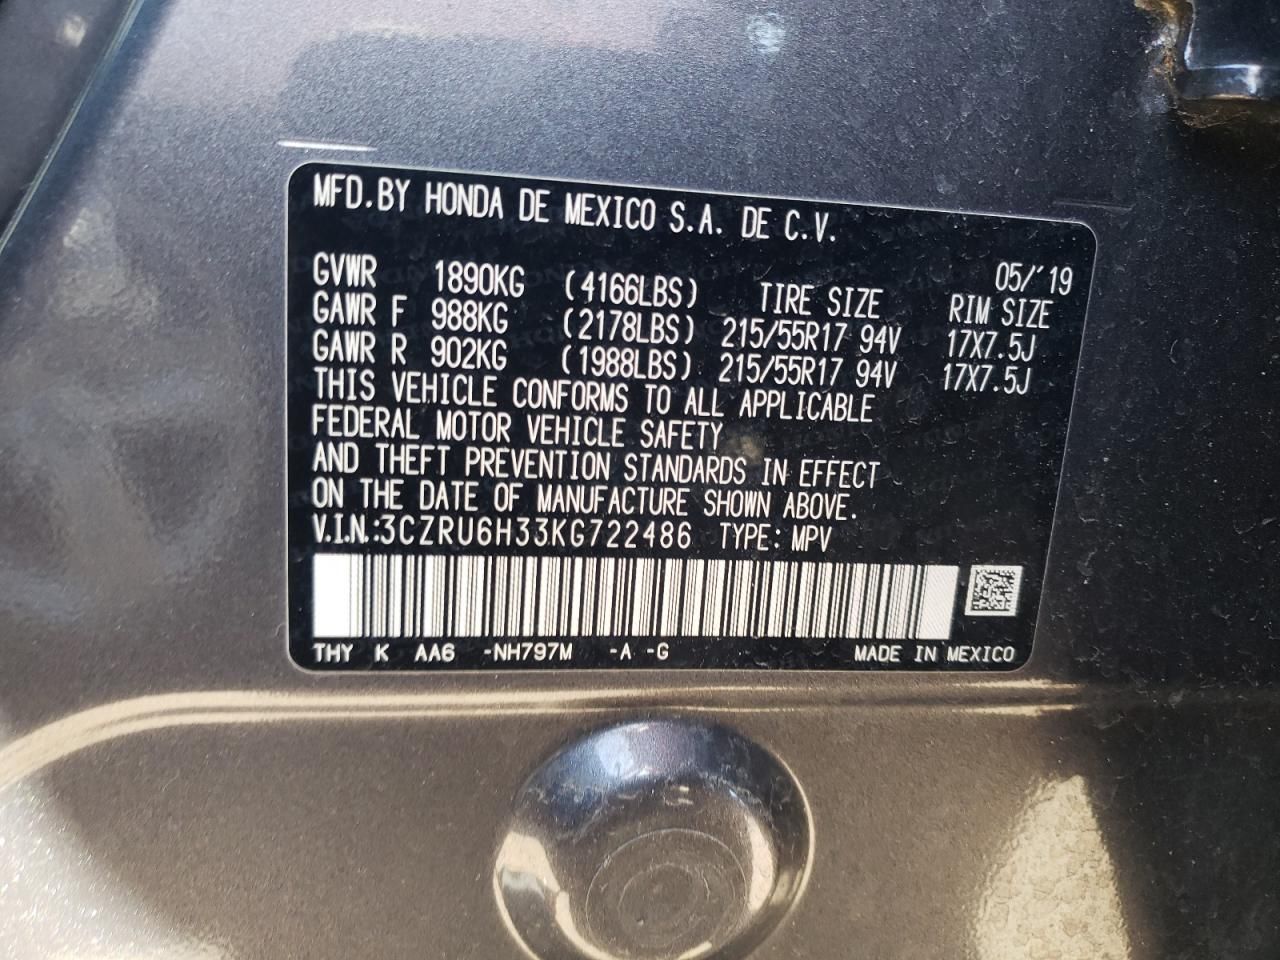 MFD.BY HONDA DE MEXICO S.A. DE C.V.
05/'19
GVWR 1890KG (4166LBS) TIRE SIZE RIM SIZE
GAWR F 988KG (2178LBS) 215/55R17 94V 17X7.5J
GAWR R 902KG (1988LBS) 215/55R17 94V 17X7.5J
THIS VEHICLE CONFORMS TO ALL APPLICABLE
FEDERAL MOTOR VEHICLE SAFETY
AND THEFT PREVENTION STANDARDS IN EFFECT
ON THE DATE OF MANUFACTURE SHOWN ABOVE.
V.I.N.:3CZRU6H33KG722486 TYPE: MPV
THY K AA6 -NH797M -A -G MADE IN MEXICO